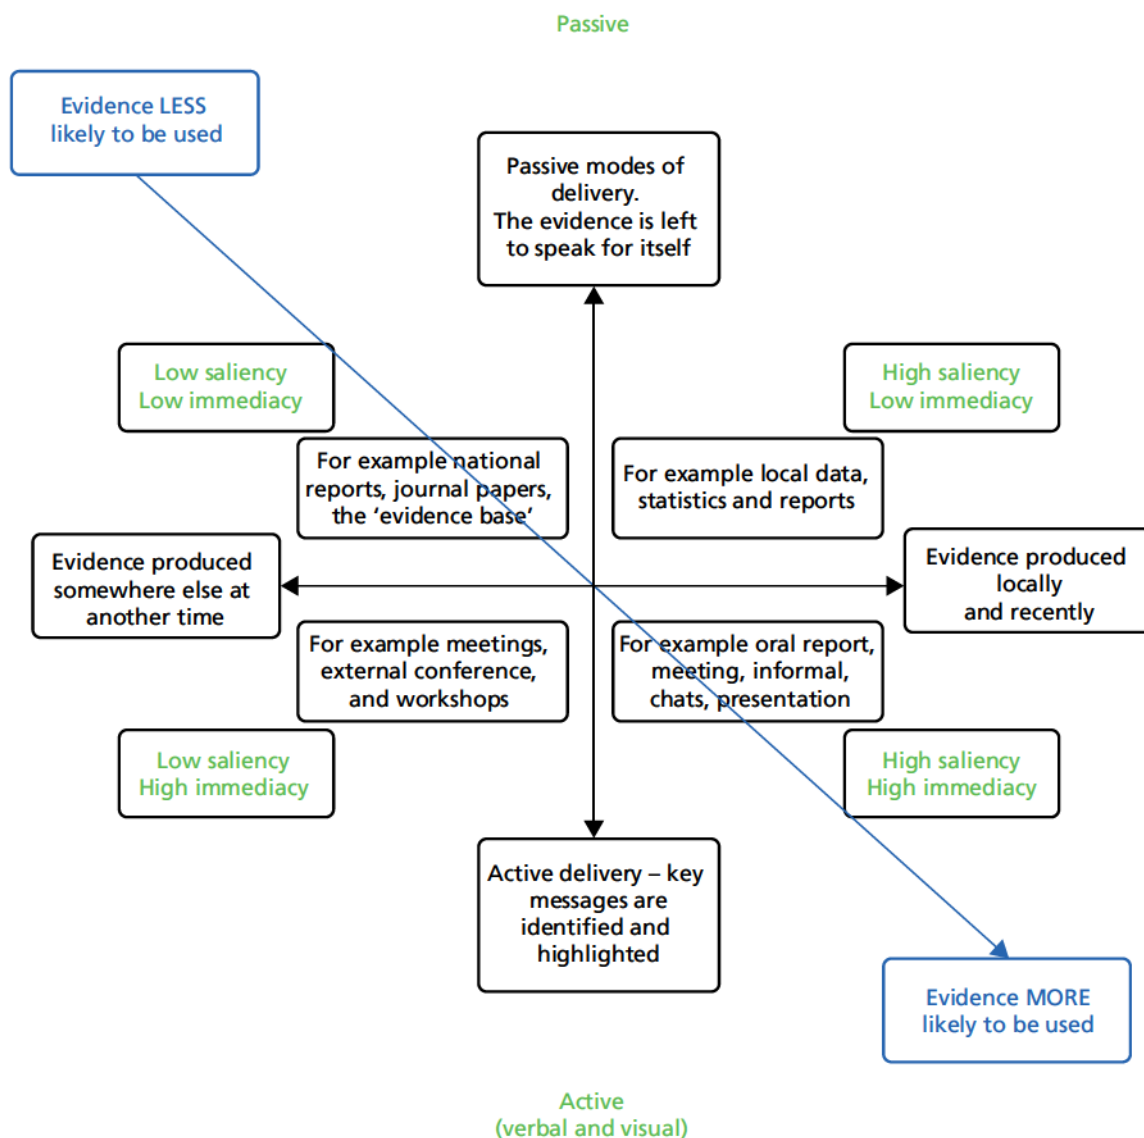 Passive
Evidence LESS
likely to be used
Passive modes of
delivery.
The evidence is left
to speak for itself
Low saliency
Low immediacy
High saliency
Low immediacy
For example national
reports, journal papers,
the ‘evidence base’
For example local data,
statistics and reports
Evidence produced
somewhere else at
another time
Evidence produced
locally
and recently
For example meetings,
external conference,
and workshops
For example oral report,
meeting, informal,
chats, presentation
Low saliency
High immediacy
High saliency
High immediacy
Active delivery – key
messages are
identified and
highlighted
Evidence MORE
likely to be used
Active
(verbal and visual)